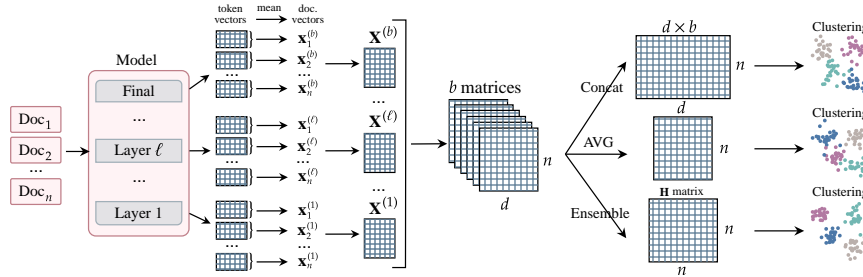 token vectors
mean
doc. vectors
Model
Final
...
Layer ℓ
...
Layer 1
Doc₁
Doc₂
...
Docₙ
x₁⁽ᵇ⁾
x₂⁽ᵇ⁾
... ...
xₙ⁽ᵇ⁾
x₁⁽ℓ⁾
x₂⁽ℓ⁾
... ...
xₙ⁽ℓ⁾
x₁⁽¹⁾
x₂⁽¹⁾
... ...
xₙ⁽¹⁾
X⁽ᵇ⁾
...
X⁽ℓ⁾
...
X⁽¹⁾
b matrices
n
d
Concat
AVG
Ensemble
d × b
n
d
n
H matrix
n
n
Clustering
Clustering
Clustering